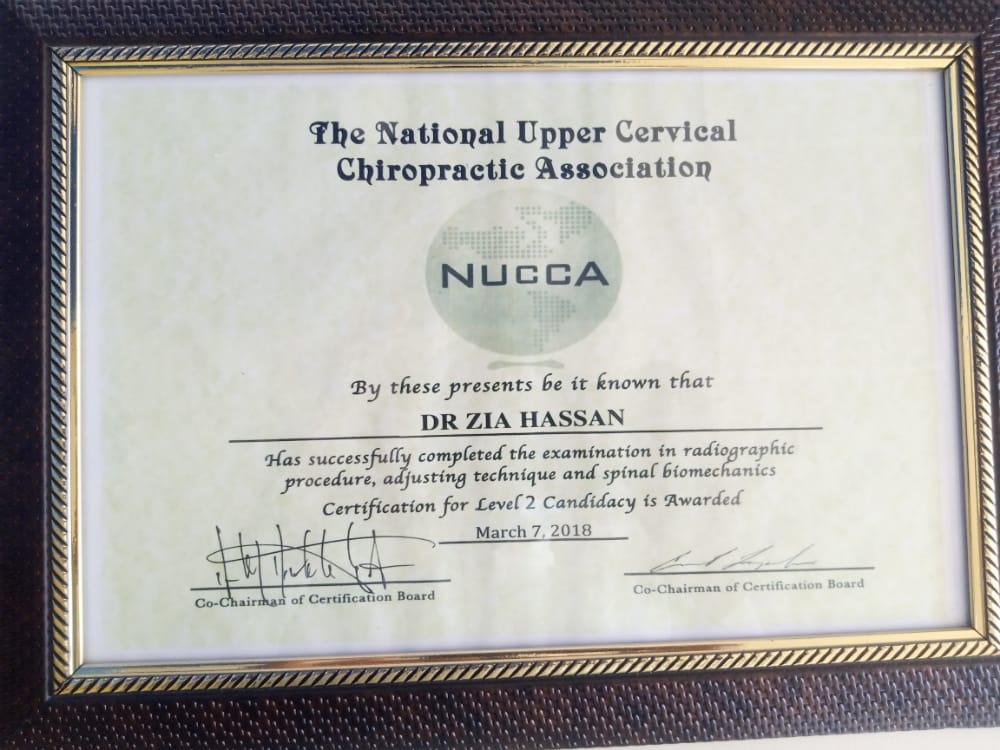 The National Upper Cervical
Chiropractic Association
NUCCA
By these presents be it known that
DR ZIA HASSAN
Has successfully completed the examination in radiographic
procedure, adjusting technique and spinal biomechanics
Certification for Level 2 Candidacy is Awarded
March 7, 2018
Co-Chairman of Certification Board
Co-Chairman of Certification Board